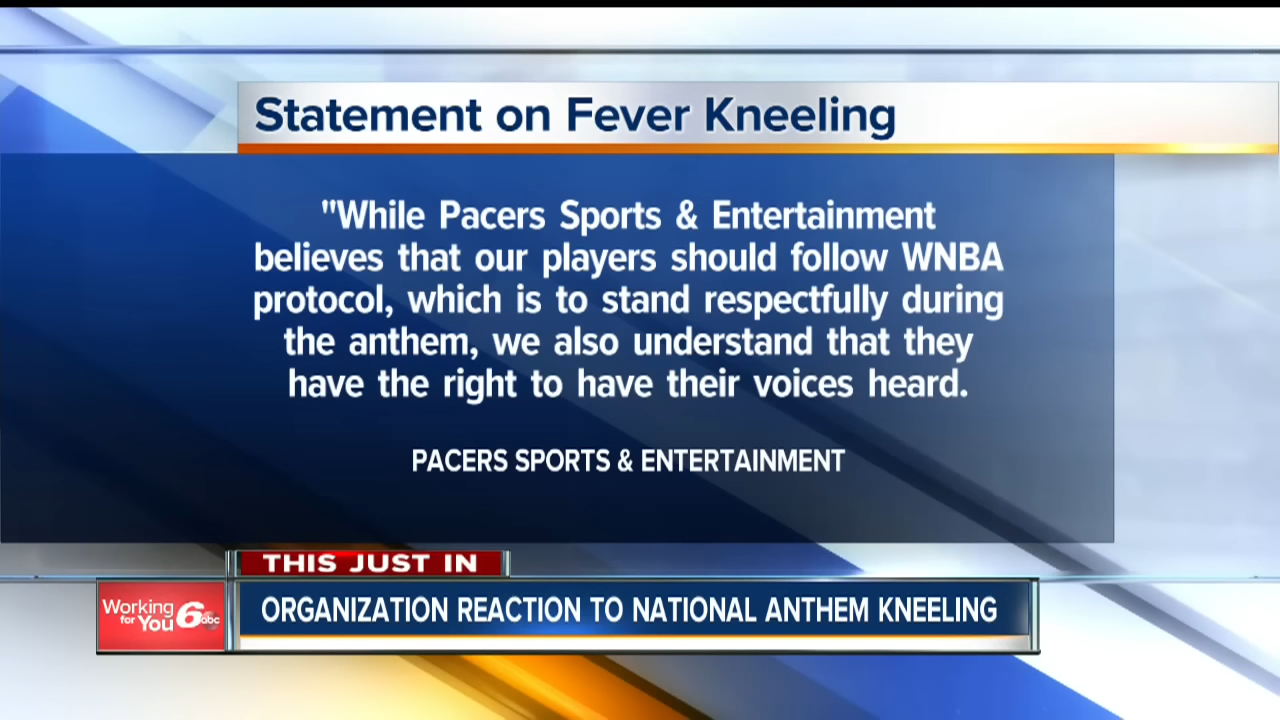 Statement on Fever Kneeling
"While Pacers Sports & Entertainment
believes that our players should follow WNBA
protocol, which is to stand respectfully during
the anthem, we also understand that they
have the right to have their voices heard.
PACERS SPORTS & ENTERTAINMENT
THIS JUST IN
Working
for
You 6 abc
ORGANIZATION REACTION TO NATIONAL ANTHEM KNEELING